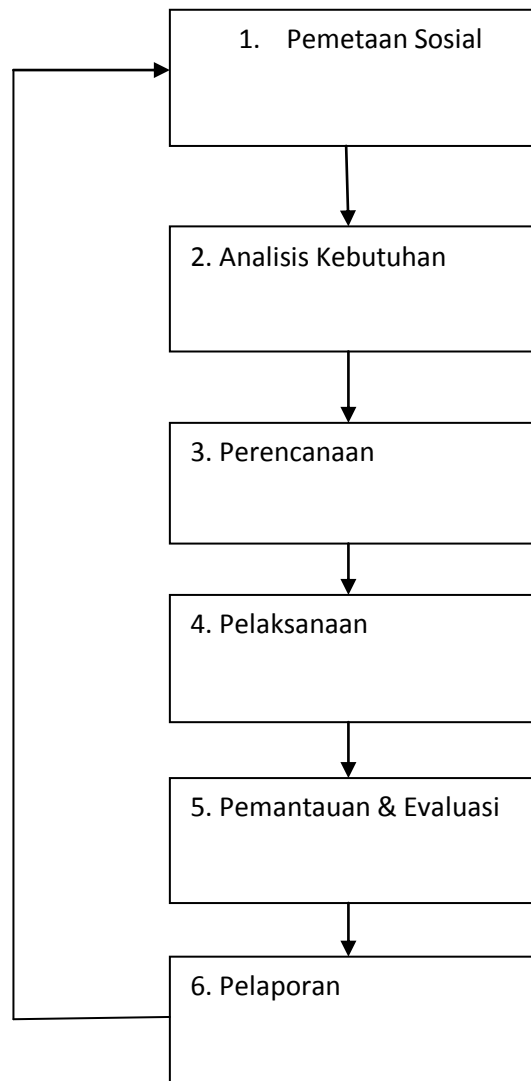 1. Pemetaan Sosial
2. Analisis Kebutuhan
3. Perencanaan
4. Pelaksanaan
5. Pemantauan & Evaluasi
6. Pelaporan